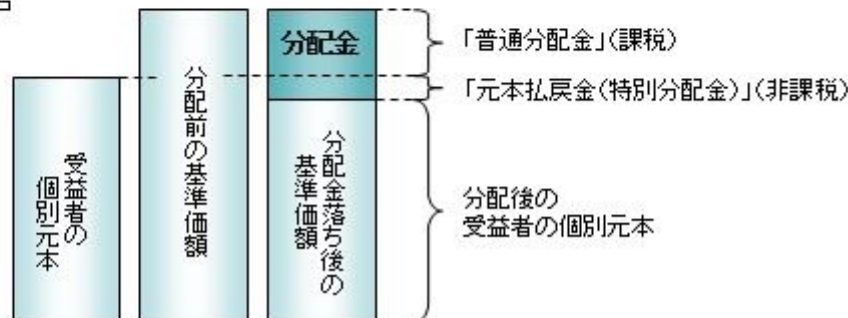 分配金
「普通分配金」(課税)
「元本払戻金(特別分配金)」(非課税)
受益者の
個別元本
分配前の基準価額
分配金落ち後の
基準価額
分配後の
受益者の個別元本